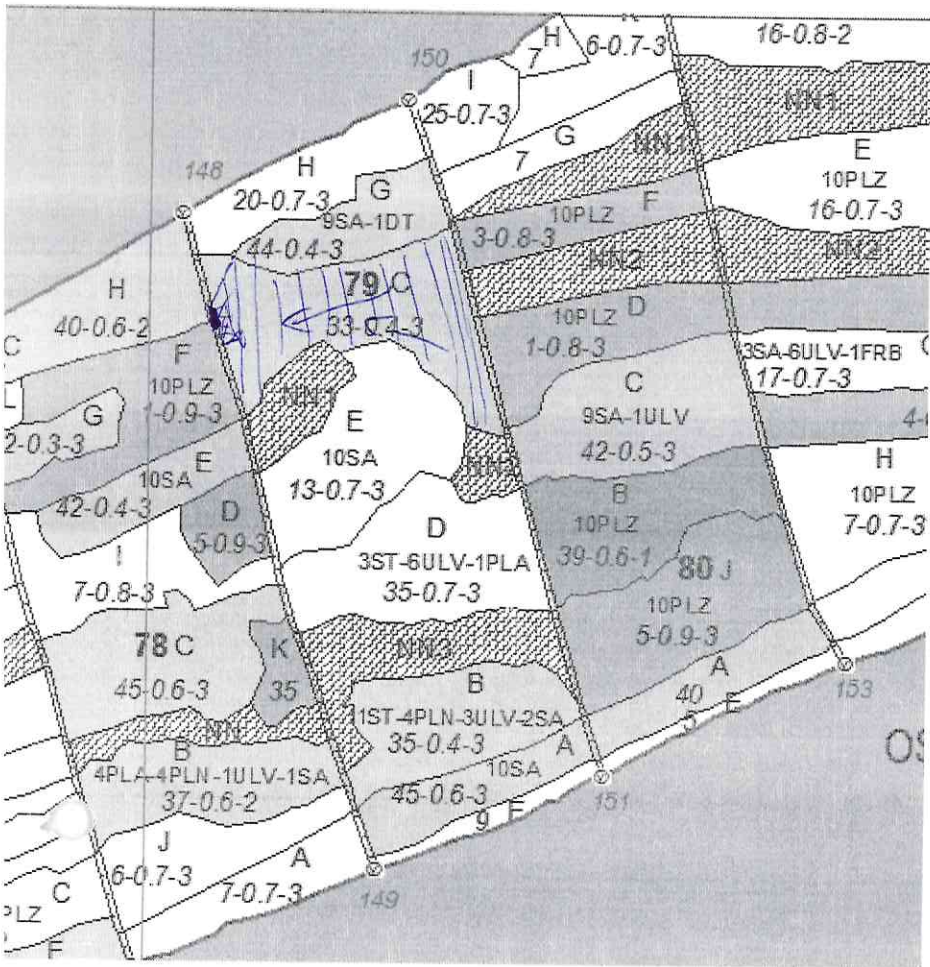 H
7
6-0.7-3
16-0.8-2
150
I
25-0.7-3
NN1
G
7
NN1
E
10PLZ
16-0.7-3
148
H
20-0.7-3
G
9SA-1DT
44-0.4-3
10PLZ F
3-0.8-3
NN2
NN2
79 C
33-0.4-3
H
40-0.6-2
10PLZ D
1-0.8-3
C
F
10PLZ
1-0.9-3
3SA-6ULV-1FRB
17-0.7-3
G
2-0.3-3
NN1
E
10SA
13-0.7-3
C
9SA-1ULV
42-0.5-3
E
10SA
42-0.4-3
H
10PLZ
7-0.7-3
D
5-0.9-3
B
10PLZ
39-0.6-1
I
7-0.8-3
D
3ST-6ULV-1PLA
35-0.7-3
80 J
10PLZ
5-0.9-3
78 C
45-0.6-3
K
35
NN3
A
40
153
B
11ST-4PLN-3ULV-2SA
35-0.4-3
5 E
NN
B
4PLA-4PLN-1ULV-1SA
37-0.6-2
A
10SA
45-0.6-3
OS
9 E
151
J
6-0.7-3
A
7-0.7-3
149
C
PLZ
F